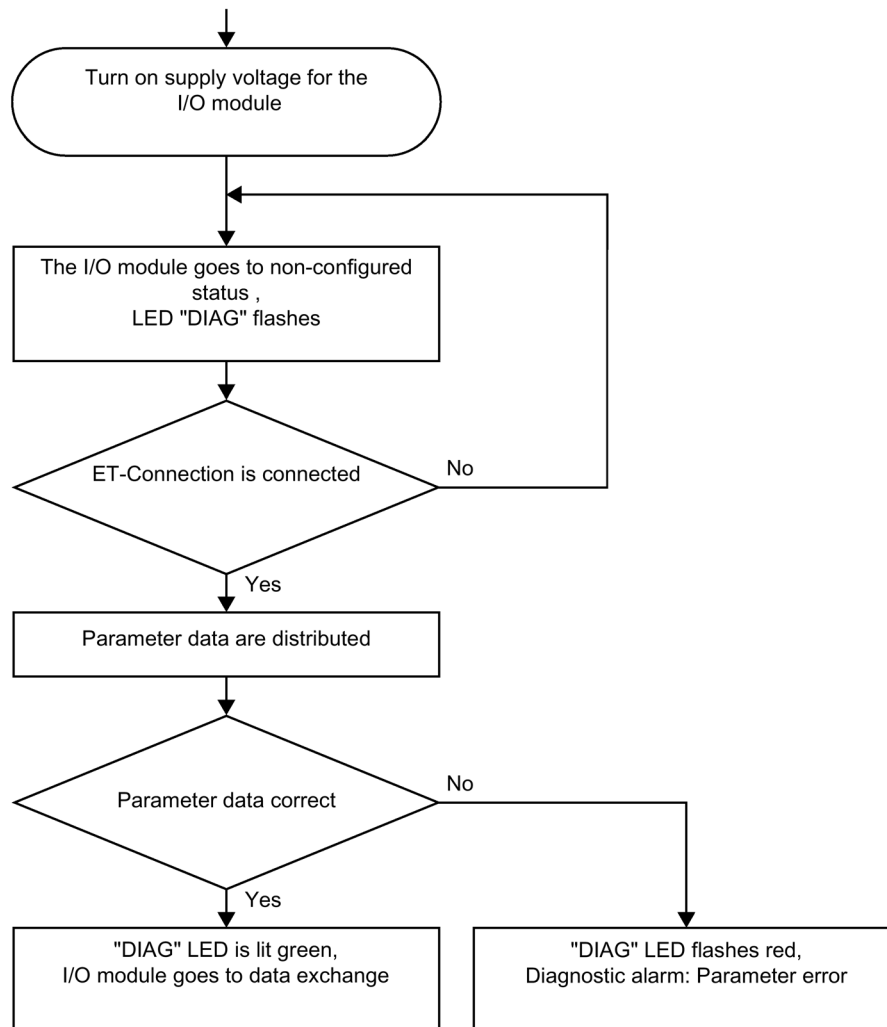 Turn on supply voltage for the
I/O module
The I/O module goes to non-configured
status ,
LED "DIAG" flashes
ET-Connection is connected
No
Yes
Parameter data are distributed
Parameter data correct
No
Yes
"DIAG" LED is lit green,
I/O module goes to data exchange
"DIAG" LED flashes red,
Diagnostic alarm: Parameter error